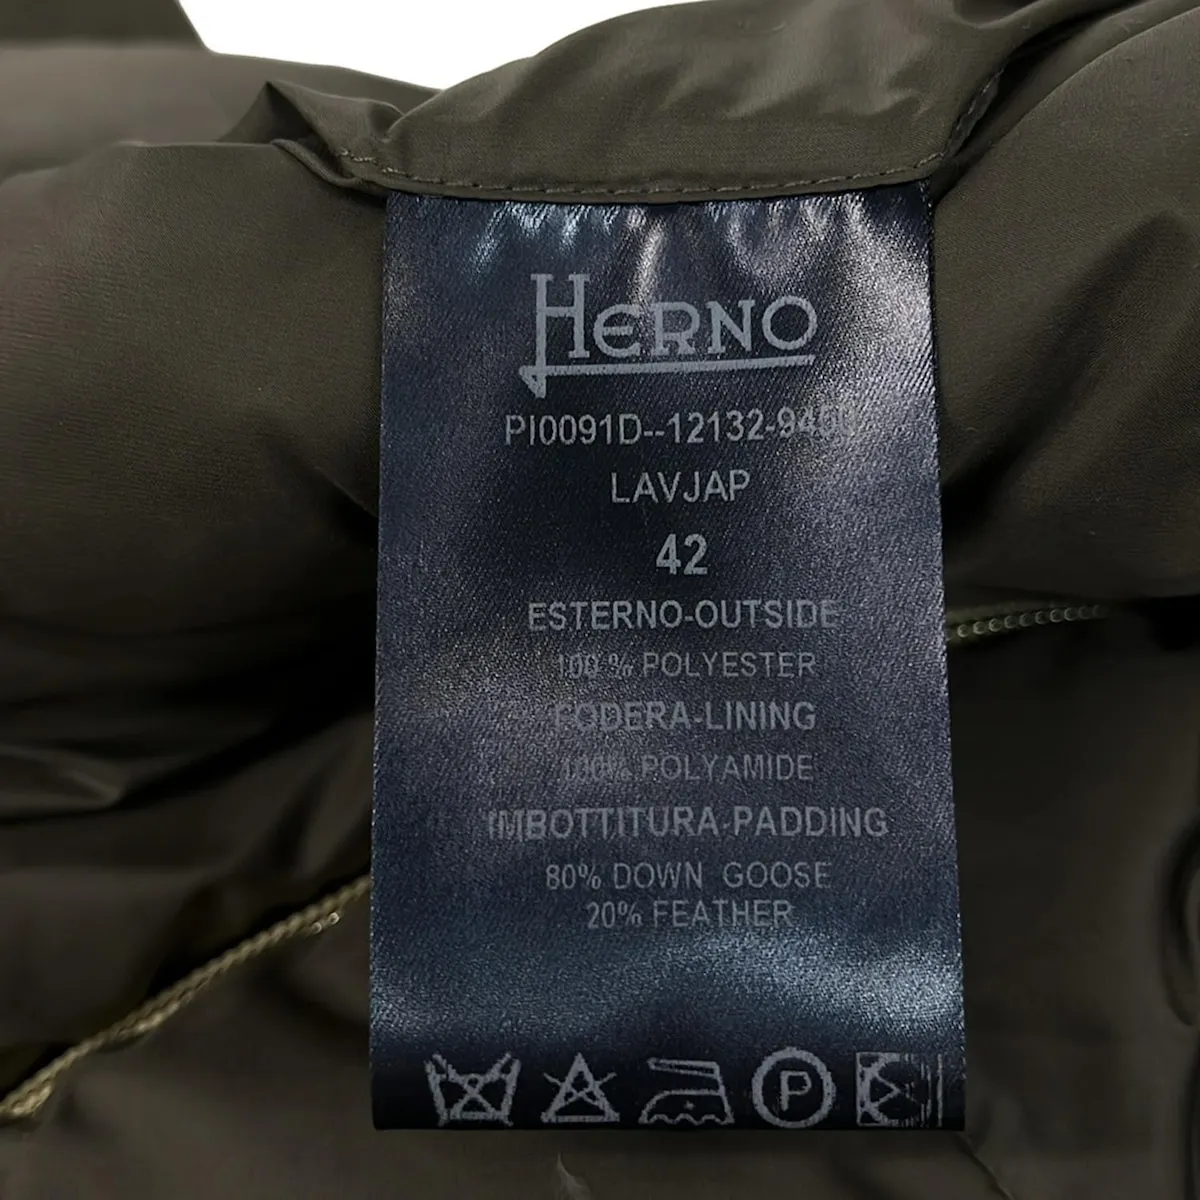 HERNO
PI0091D--12132-
LAVJAP
42
ESTERNO-OUTSIDE
100 % POLYESTER
FODERA-LINING
100% POLYAMIDE
IMBOTTITURA-PADDING
80% DOWN GOOSE
20% FEATHER
P